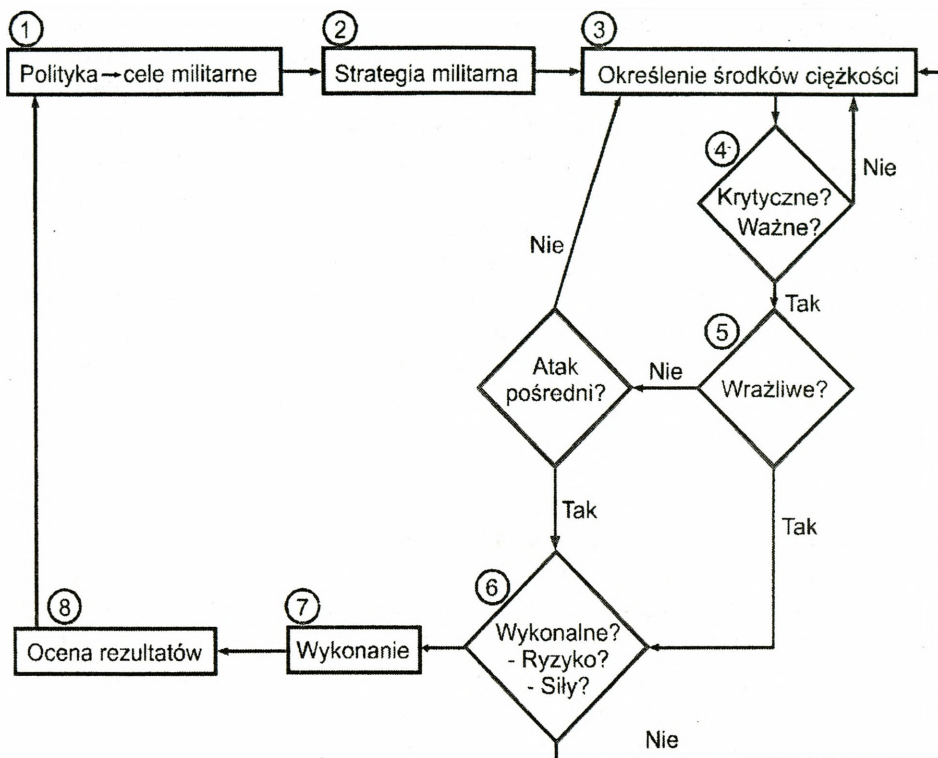 1
Polityka→cele militarne
2
Strategia militarna
3
Określenie środków ciężkości
4
Krytyczne?
Ważne?
Nie
Tak
5
Wrażliwe?
Nie
Atak
pośredni?
Nie
Tak
Tak
6
Wykonalne?
- Ryzyko?
- Siły?
Nie
7
Wykonanie
8
Ocena rezultatów